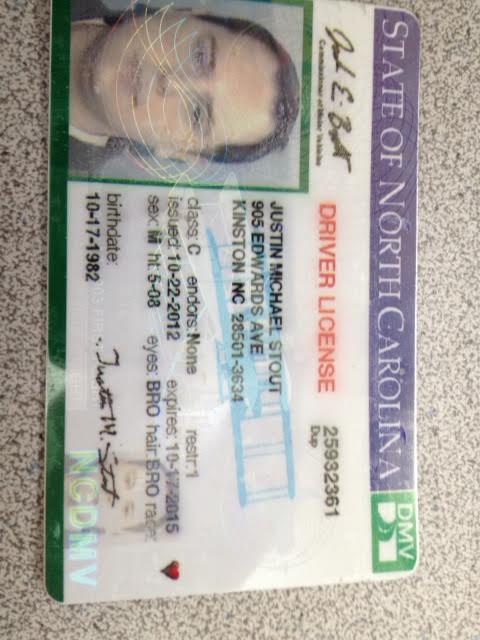 STATE OF NORTH CAROLINA
DMV
Commissioner of Motor Vehicles
DRIVER LICENSE
25932361
Dup
JUSTIN MICHAEL STOUT
905 EDWARDS AVE
KINSTON NC 28501-3634
class:C endors:None restr:1
issued:10-22-2012 expires:10-17-2015
sex:M ht:5-08 eyes:BRO hair:BRO race:
birthdate:
10-17-1982
Justin M. Stout
NCDMV